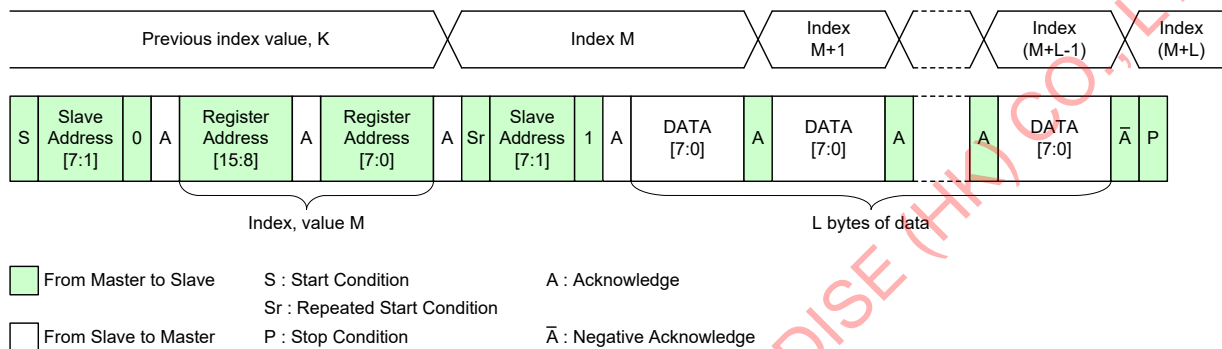 Previous index value, K
Index M
Index
M+1
Index
(M+L-1)
Index
(M+L)
S
Slave
Address
[7:1]
0
A
Register
Address
[15:8]
A
Register
Address
[7:0]
A
Sr
Slave
Address
[7:1]
1
A
DATA
[7:0]
A
DATA
[7:0]
A
A
DATA
[7:0]
A̅
P
Index, value M
L bytes of data
From Master to Slave
S : Start Condition
A : Acknowledge
Sr : Repeated Start Condition
From Slave to Master
P : Stop Condition
A̅ : Negative Acknowledge
DISE (HK) CO., L